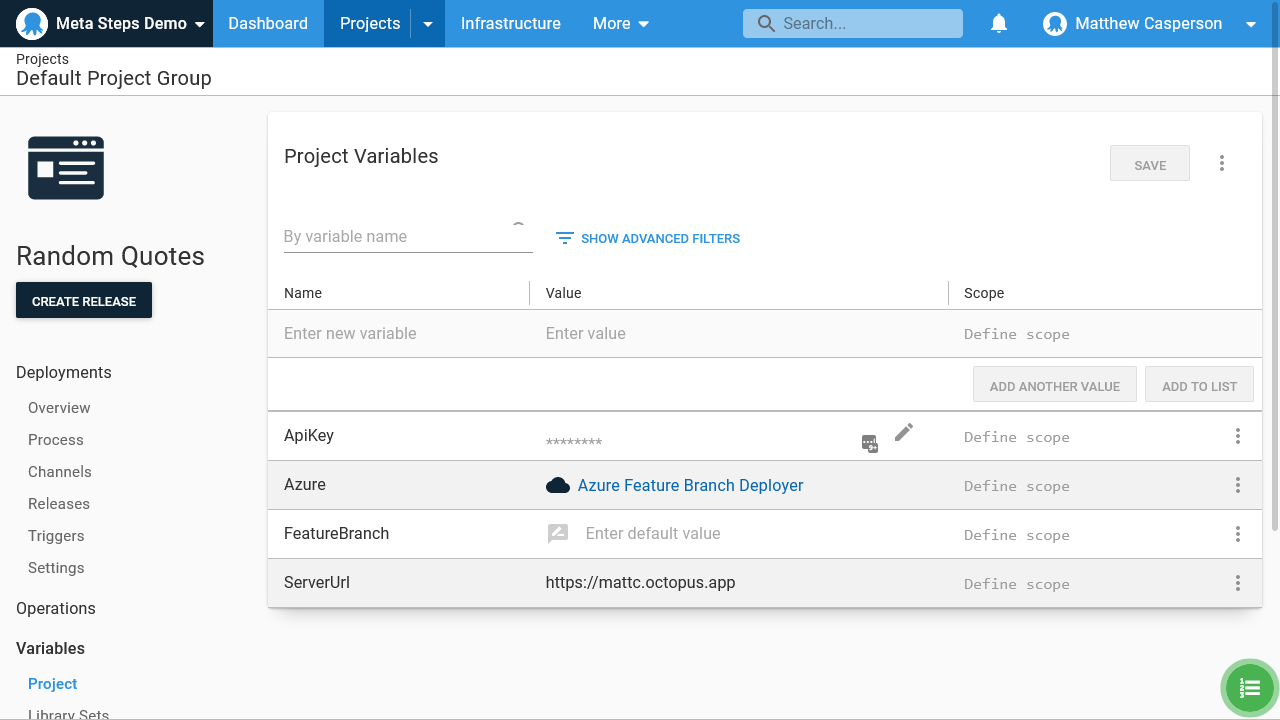 Meta Steps Demo Dashboard Projects Infrastructure More Search... Matthew Casperson
Projects
Default Project Group
Random Quotes
CREATE RELEASE
Deployments
Overview
Process
Channels
Releases
Triggers
Settings
Operations
Variables
Project
Library Sets
Project Variables
SAVE
By variable name
SHOW ADVANCED FILTERS
Name Value Scope
Enter new variable Enter value Define scope
ADD ANOTHER VALUE ADD TO LIST
ApiKey ******** 9+ Define scope
Azure Azure Feature Branch Deployer Define scope
FeatureBranch Enter default value Define scope
ServerUrl https://mattc.octopus.app Define scope